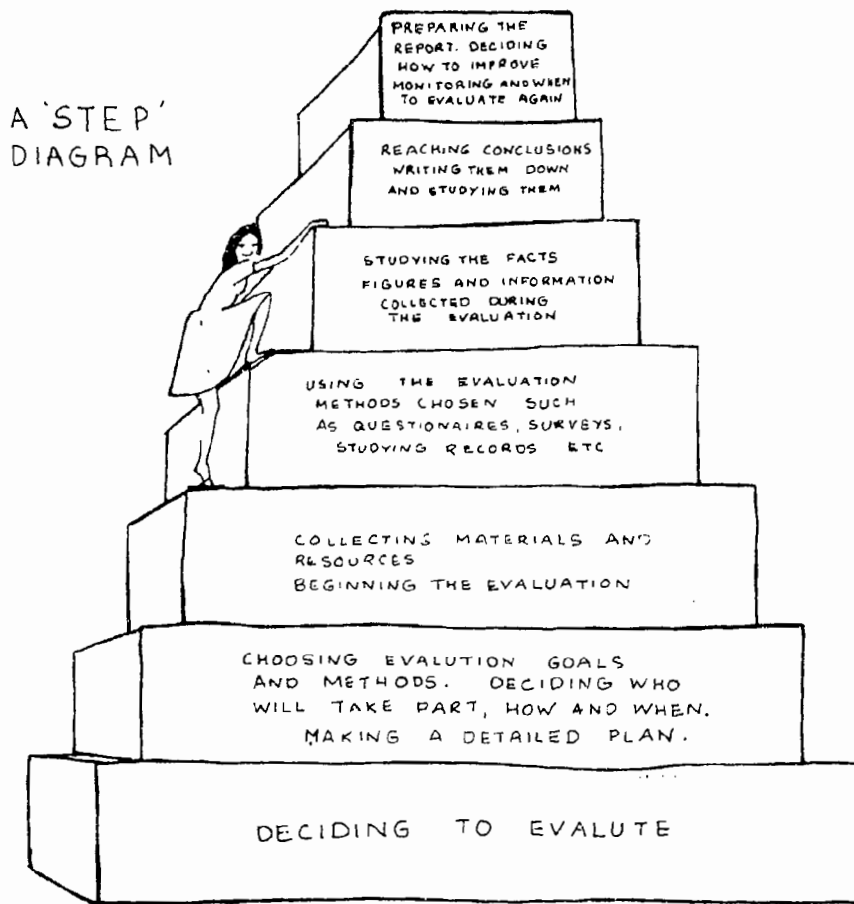 A 'STEP'
DIAGRAM
PREPARING THE
REPORT. DECIDING
HOW TO IMPROVE
MONITORING AND WHEN
TO EVALUATE AGAIN
REACHING CONCLUSIONS
WRITING THEM DOWN
AND STUDYING THEM
STUDYING THE FACTS
FIGURES AND INFORMATION
COLLECTED DURING
THE EVALUATION
USING THE EVALUATION
METHODS CHOSEN SUCH
AS QUESTIONAIRES, SURVEYS,
STUDYING RECORDS ETC
COLLECTING MATERIALS AND
RESOURCES
BEGINNING THE EVALUATION
CHOOSING EVALUTION GOALS
AND METHODS. DECIDING WHO
WILL TAKE PART, HOW AND WHEN.
MAKING A DETAILED PLAN.
DECIDING TO EVALUTE